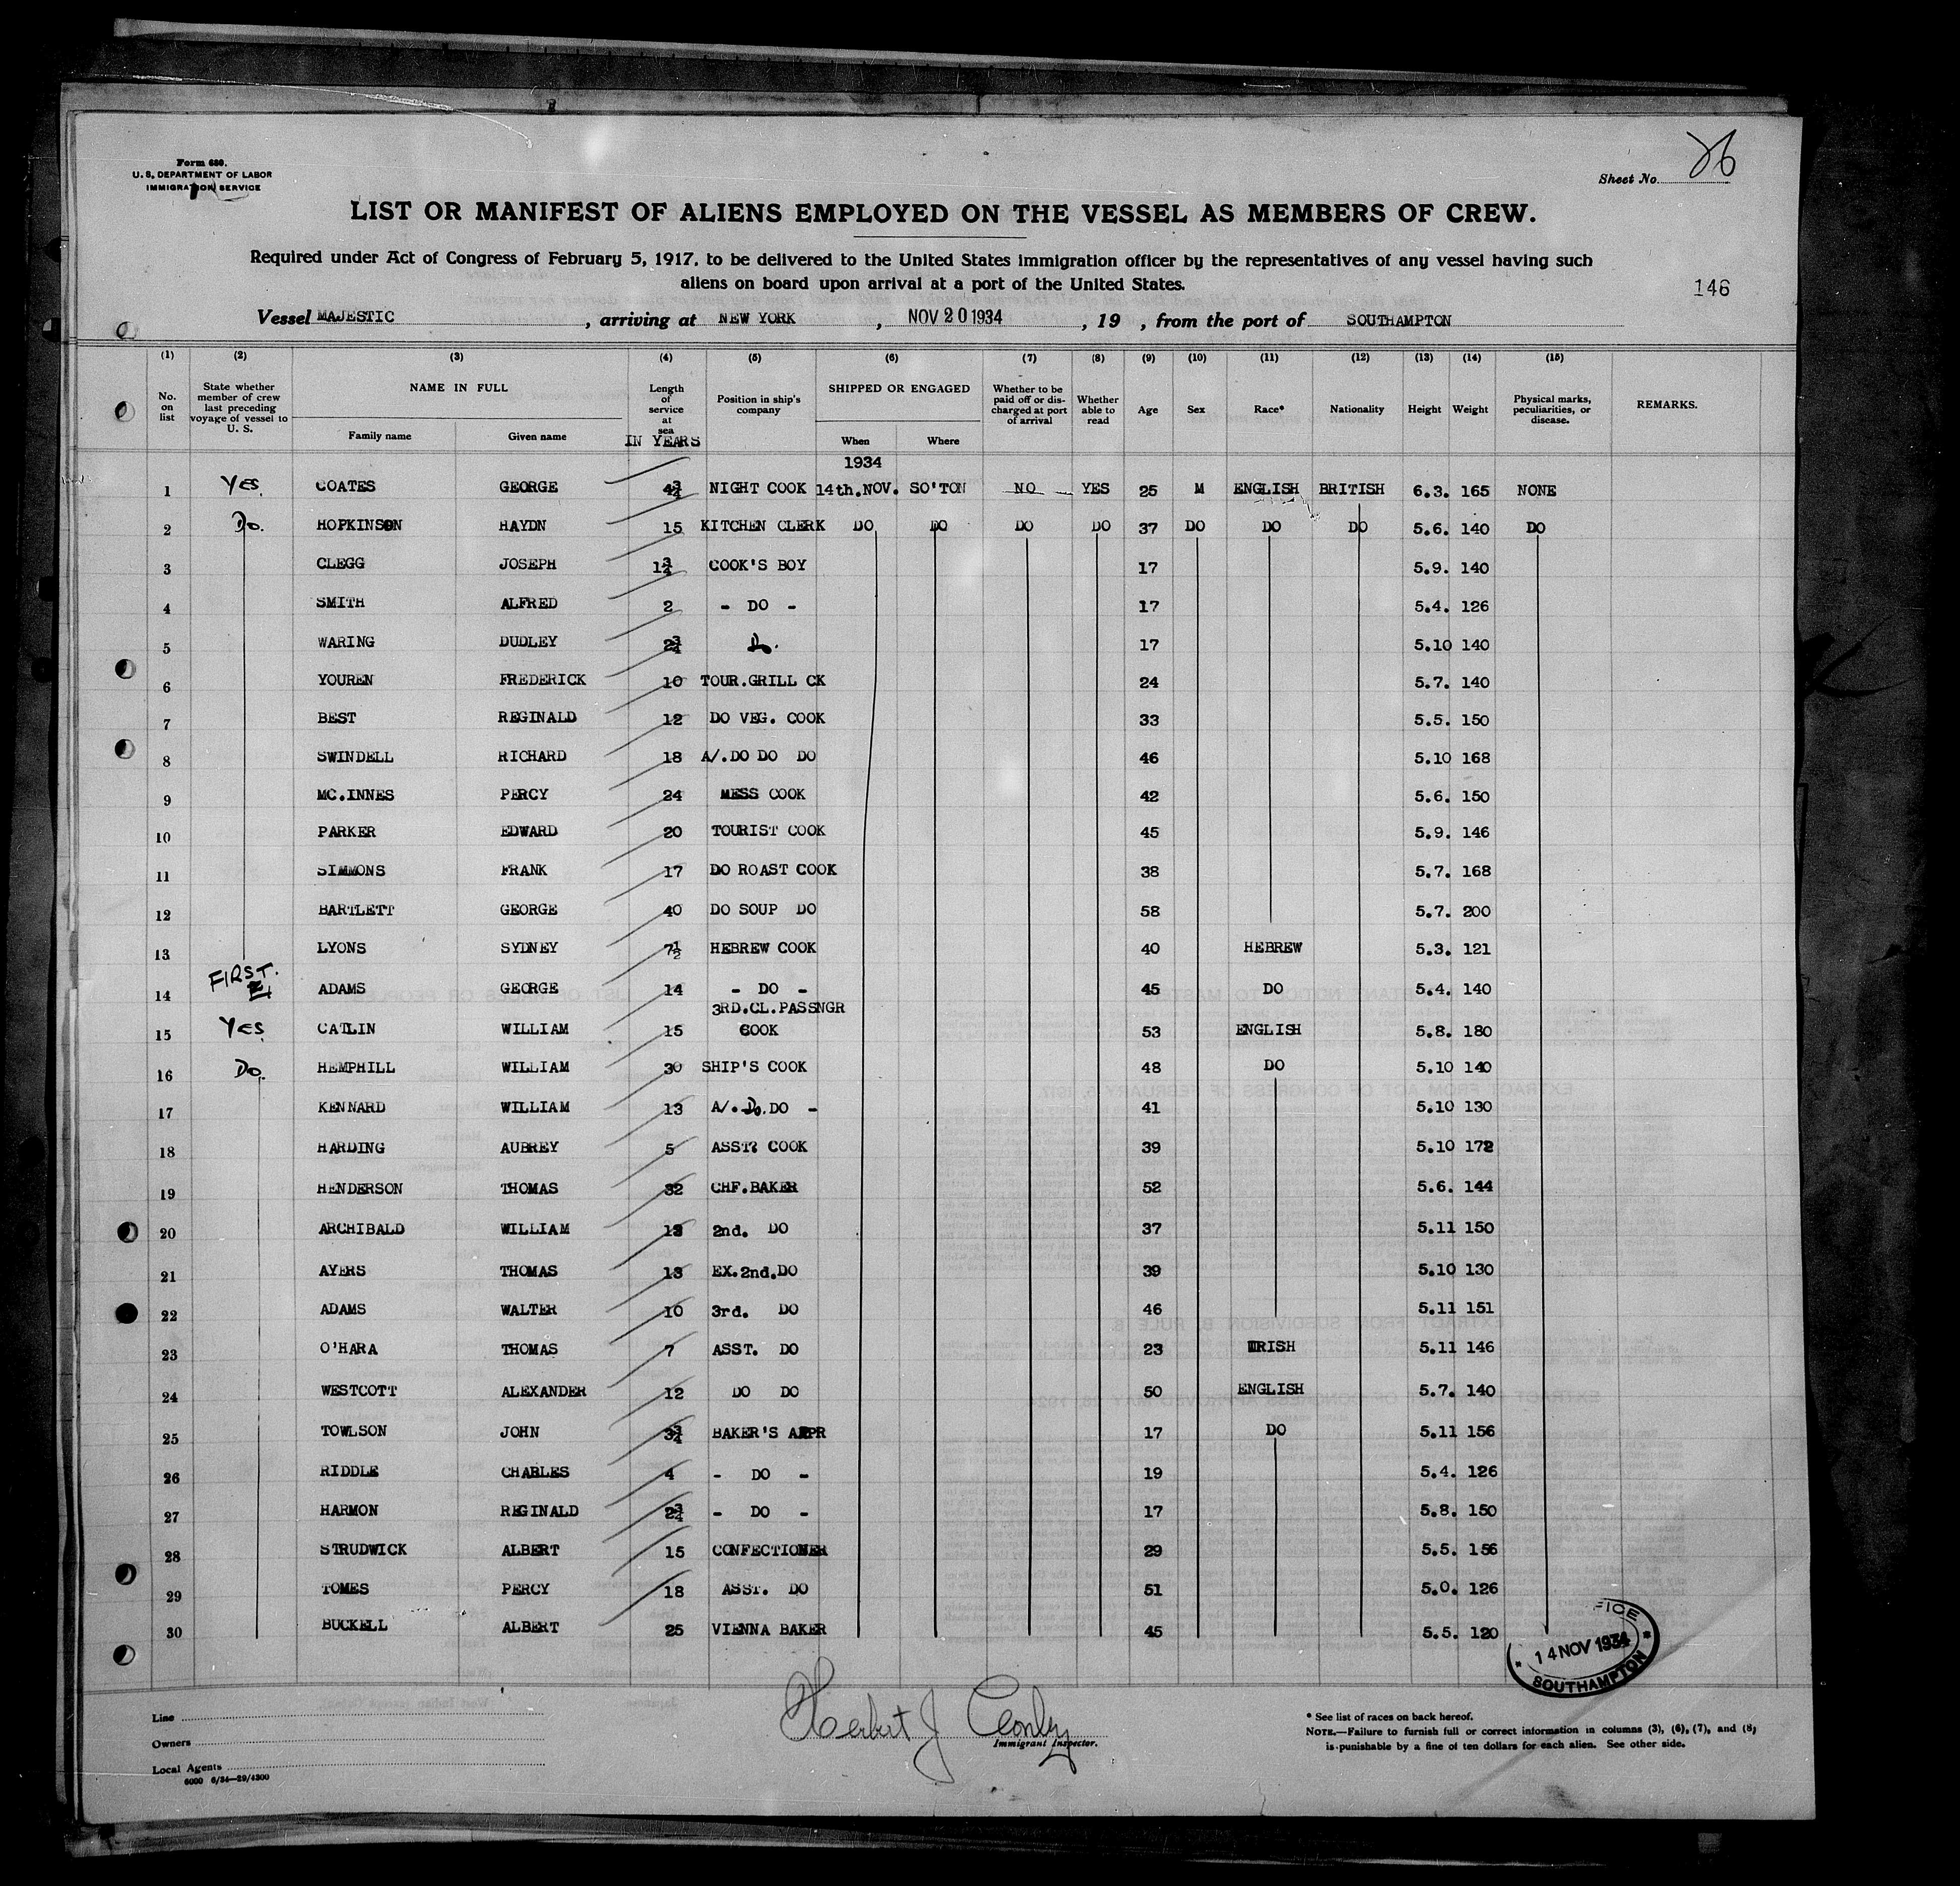 Form 680.
U. S. DEPARTMENT OF LABOR
IMMIGRATION SERVICE
Sheet No. 26
LIST OR MANIFEST OF ALIENS EMPLOYED ON THE VESSEL AS MEMBERS OF CREW.
Required under Act of Congress of February 5, 1917, to be delivered to the United States immigration officer by the representatives of any vessel having such
aliens on board upon arrival at a port of the United States.
146
Vessel MAJESTIC, arriving at NEW YORK, NOV 20 1934, 19 , from the port of SOUTHAMPTON
(1) (2) (3) (4) (5) (6) (7) (8) (9) (10) (11) (12) (13) (14) (15)
No. on list State whether member of crew last preceding voyage of vessel to U. S. NAME IN FULL Family name Given name Length of service at sea IN YEARS Position in ship's company SHIPPED OR ENGAGED When Where Whether to be paid off or discharged at port of arrival Whether able to read Age Sex Race* Nationality Height Weight Physical marks, peculiarities, or disease. REMARKS.
1934
1 YES COATES GEORGE 4¾ NIGHT COOK 14th.NOV. SO'TON NO YES 25 M ENGLISH BRITISH 6.3. 165 NONE
2 Do. HOPKINSON HAYDN 15 KITCHEN CLERK DO DO DO DO 37 DO DO DO 5.6. 140 DO
3 CLEGG JOSEPH 1¾ COOK'S BOY 17 5.9. 140
4 SMITH ALFRED 2 - DO - 17 5.4. 126
5 WARING DUDLEY 2¾ Do. 17 5.10 140
6 YOUREN FREDERICK 10 TOUR.GRILL CK 24 5.7. 140
7 BEST REGINALD 12 DO VEG. COOK 33 5.5. 150
8 SWINDELL RICHARD 18 A/.DO DO DO 46 5.10 168
9 MC.INNES PERCY 24 MESS COOK 42 5.6. 150
10 PARKER EDWARD 20 TOURIST COOK 45 5.9. 146
11 SIMMONS FRANK 17 DO ROAST COOK 38 5.7. 168
12 BARTLETT GEORGE 40 DO SOUP DO 58 5.7. 200
13 LYONS SYDNEY 7½ HEBREW COOK 40 HEBREW 5.3. 121
14 FIRST. ADAMS GEORGE 14 - DO - 45 DO 5.4. 140
3RD.CL.PASSNGR
15 YES CATLIN WILLIAM 15 COOK 53 ENGLISH 5.8. 180
16 Do. HEMPHILL WILLIAM 30 SHIP'S COOK 48 DO 5.10 140
17 KENNARD WILLIAM 13 A/. Do. DO - 41 5.10 130
18 HARDING AUBREY 5 ASST. COOK 39 5.10 172
19 HENDERSON THOMAS 32 CHF.BAKER 52 5.6. 144
20 ARCHIBALD WILLIAM 13 2nd. DO 37 5.11 150
21 AYERS THOMAS 13 EX.2nd.DO 39 5.10 130
22 ADAMS WALTER 10 3rd. DO 46 5.11 151
23 O'HARA THOMAS 7 ASST. DO 23 IRISH 5.11 146
24 WESTCOTT ALEXANDER 12 DO DO 50 ENGLISH 5.7. 140
25 TOWLSON JOHN 3¾ BAKER'S APPR 17 DO 5.11 156
26 RIDDLE CHARLES 4 - DO - 19 5.4. 126
27 HARMON REGINALD 2¾ - DO - 17 5.8. 150
28 STRUDWICK ALBERT 15 CONFECTIONER 29 5.5. 156
29 TOMES PERCY 18 ASST. DO 51 5.0. 126
30 BUCKELL ALBERT 25 VIENNA BAKER 45 5.5. 120
14 NOV 1934
SOUTHAMPTON
Line
Owners
Local Agents
6000 6/34—29/4300
Herbert J Conley
Immigrant Inspector.
* See list of races on back hereof.
NOTE.—Failure to furnish full or correct information in columns (3), (6), (7), and (8)
is punishable by a fine of ten dollars for each alien. See other side.